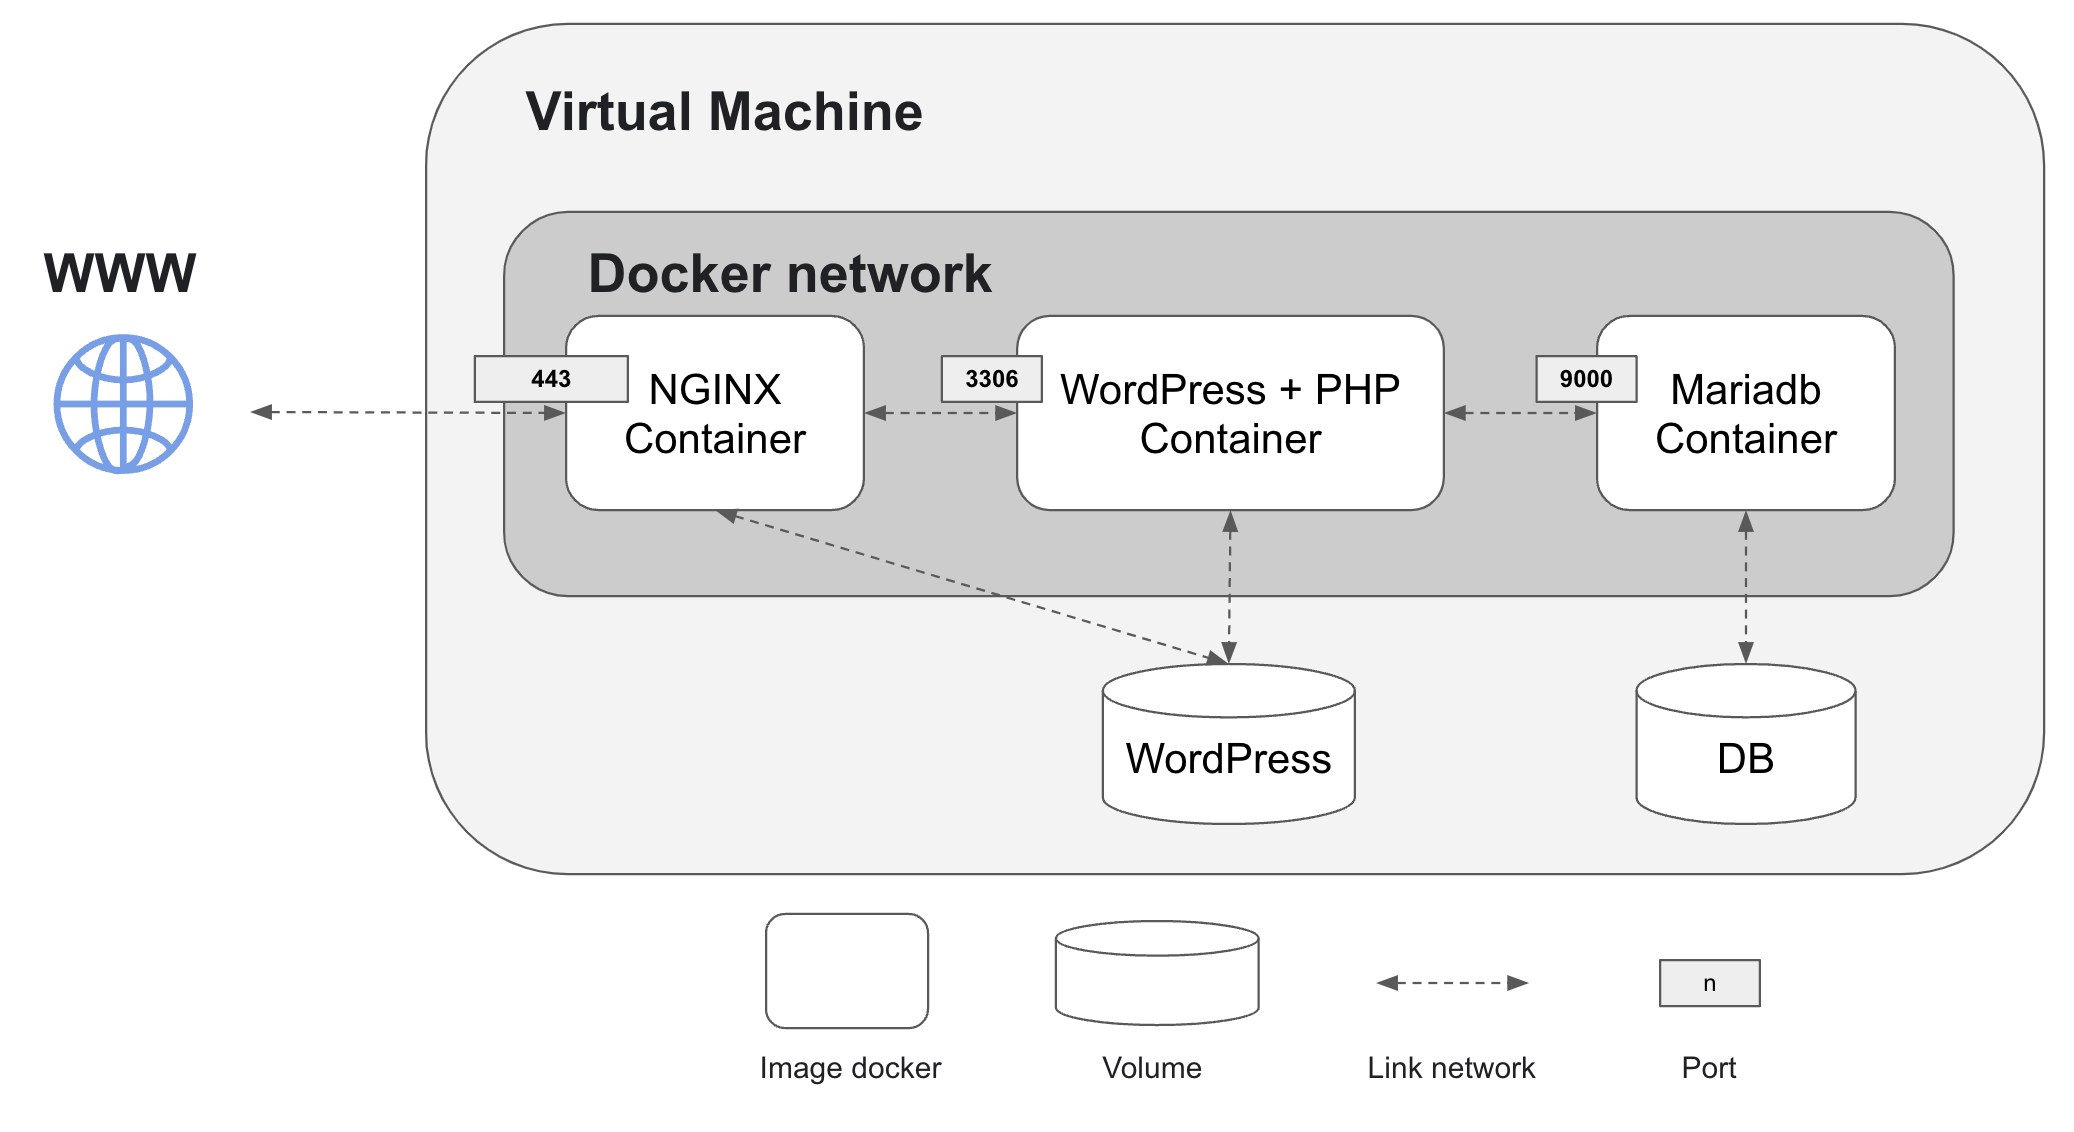 Virtual Machine
WWW
Docker network
443
NGINX
Container
3306
WordPress + PHP
Container
9000
Mariadb
Container
WordPress
DB
n
Image docker
Volume
Link network
Port